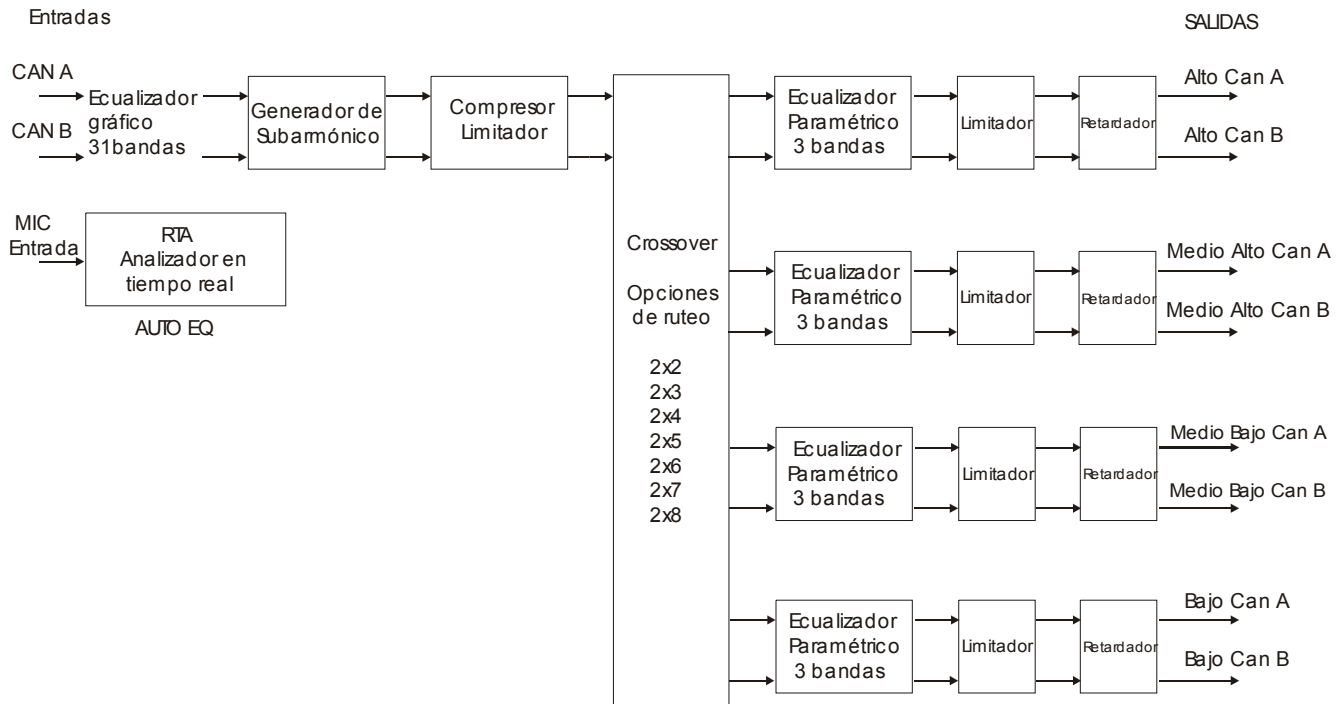 Entradas
SALIDAS
CAN A
CAN B
Ecualizador
gráfico
31bandas
Generador de
Subarmónico
Compresor
Limitador
MIC
Entrada
RTA
Analizador en
tiempo real
AUTO EQ
Crossover
Opciones
de ruteo
2x2
2x3
2x4
2x5
2x6
2x7
2x8
Ecualizador
Paramétrico
3 bandas
Limitador
Retardador
Alto Can A
Alto Can B
Ecualizador
Paramétrico
3 bandas
Limitador
Retardador
Medio Alto Can A
Medio Alto Can B
Ecualizador
Paramétrico
3 bandas
Limitador
Retardador
Medio Bajo Can A
Medio Bajo Can B
Ecualizador
Paramétrico
3 bandas
Limitador
Retardador
Bajo Can A
Bajo Can B